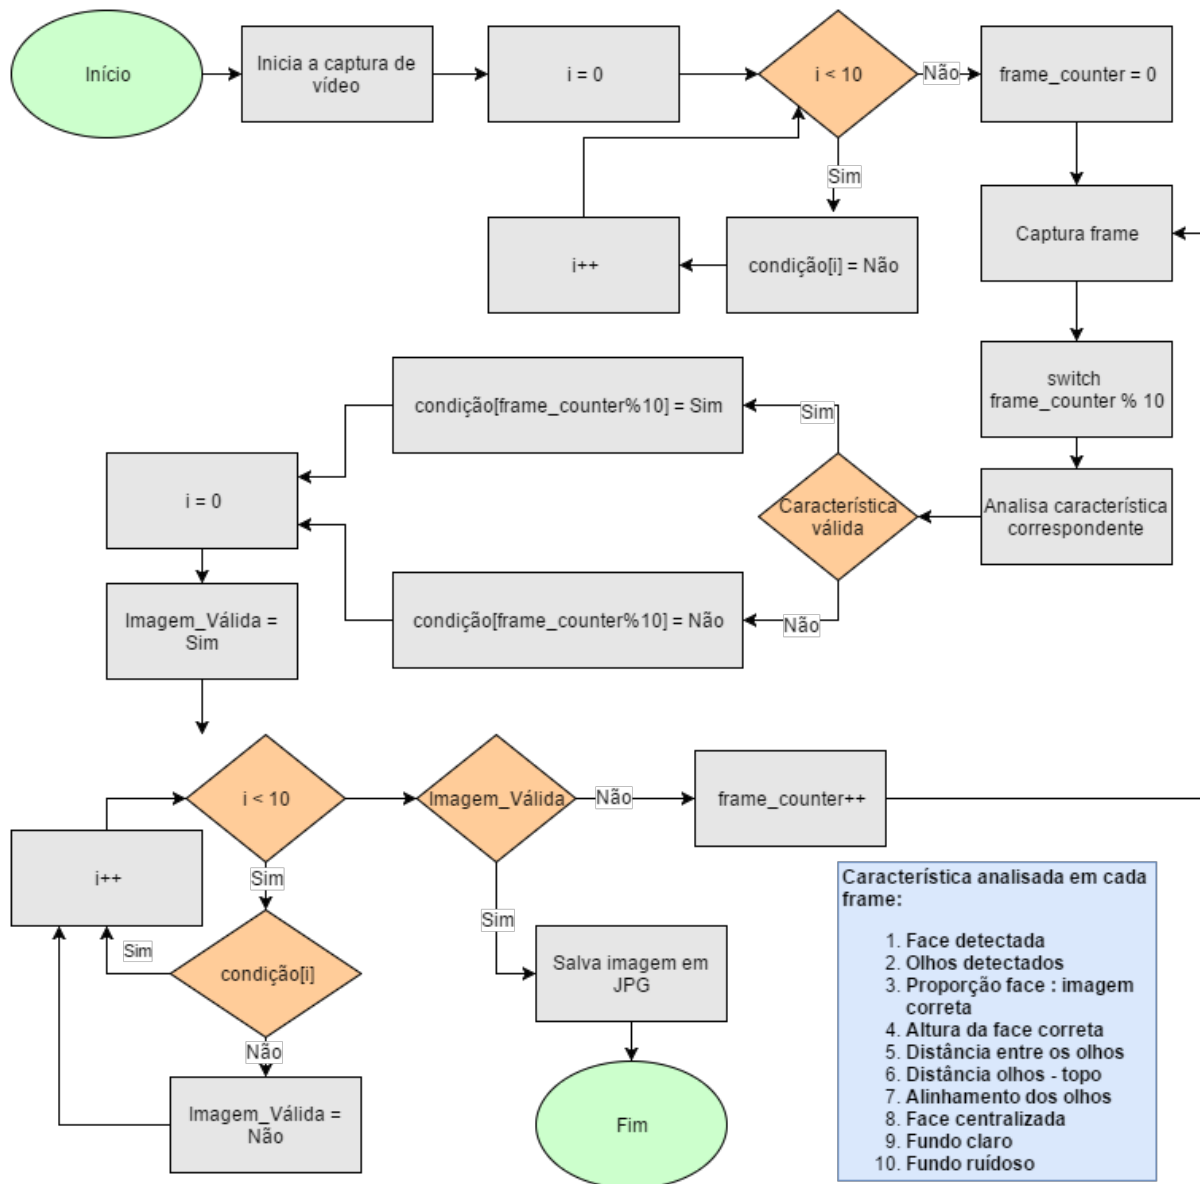 Início
Inicia a captura de
vídeo
i = 0
i < 10
Não
frame_counter = 0
Sim
i++
condição[i] = Não
Captura frame
switch
frame_counter % 10
condição[frame_counter%10] = Sim
Sim
i = 0
Característica
válida
Analisa característica
correspondente
Imagem_Válida =
Sim
condição[frame_counter%10] = Não
Não
i < 10
Imagem_Válida
Não
frame_counter++
i++
Sim
Sim
condição[i]
Sim
Salva imagem em
JPG
Não
Imagem_Válida =
Não
Fim
Característica analisada em cada
frame:
1. Face detectada
2. Olhos detectados
3. Proporção face : imagem
correta
4. Altura da face correta
5. Distância entre os olhos
6. Distância olhos - topo
7. Alinhamento dos olhos
8. Face centralizada
9. Fundo claro
10. Fundo ruídoso